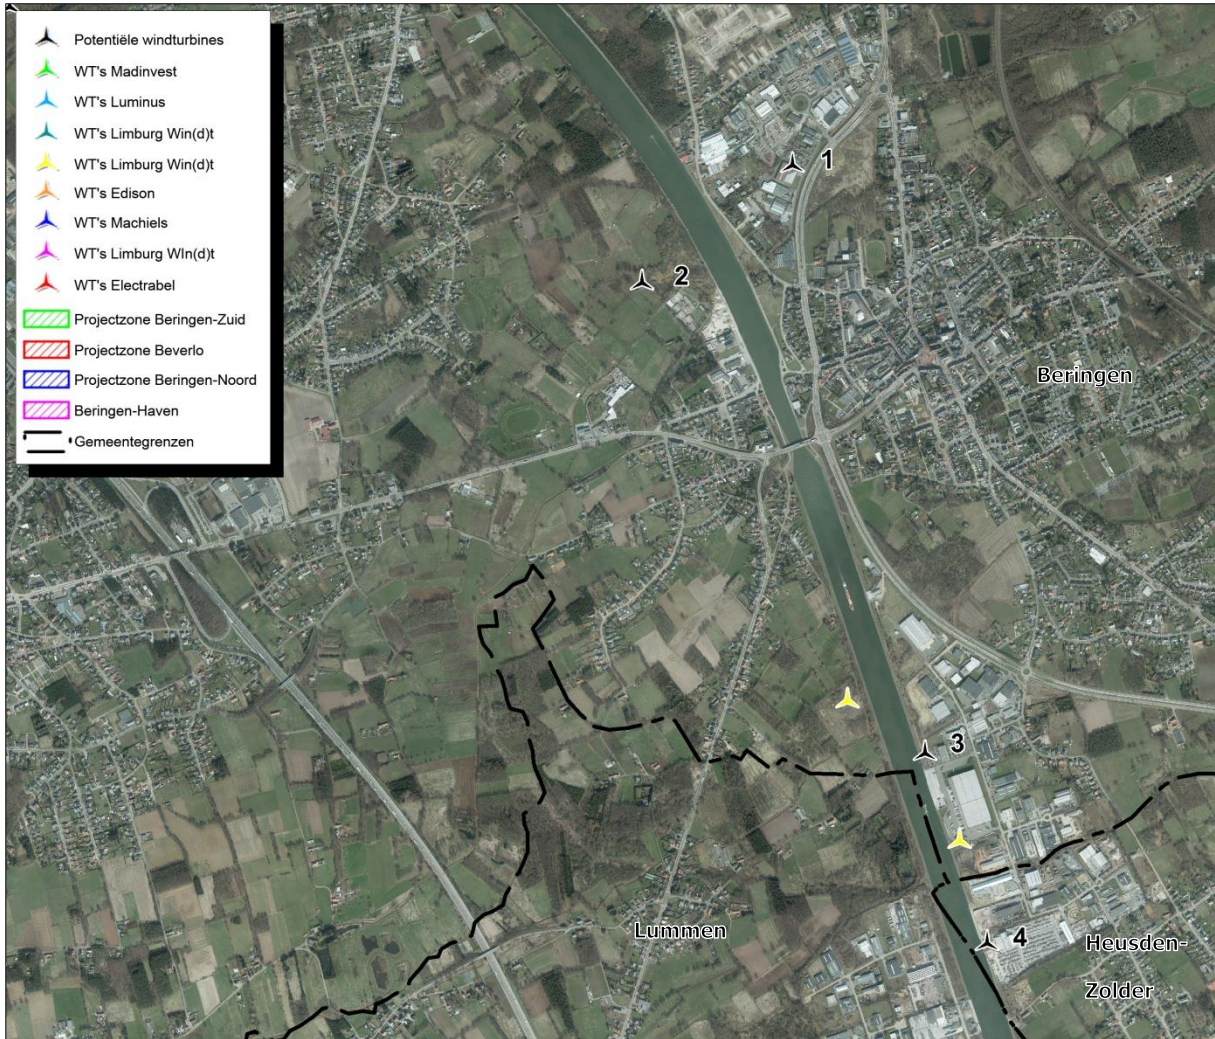 Potentiële windturbines
WT's Madinvest
WT's Luminus
WT's Limburg Win(d)t
WT's Limburg Win(d)t
WT's Edison
WT's Machiels
WT's Limburg WIn(d)t
WT's Electrabel
Projectzone Beringen-Zuid
Projectzone Beverlo
Projectzone Beringen-Noord
Beringen-Haven
Gemeentegrenzen
1
2
Beringen
3
Lummen
4
Heusden-
Zolder